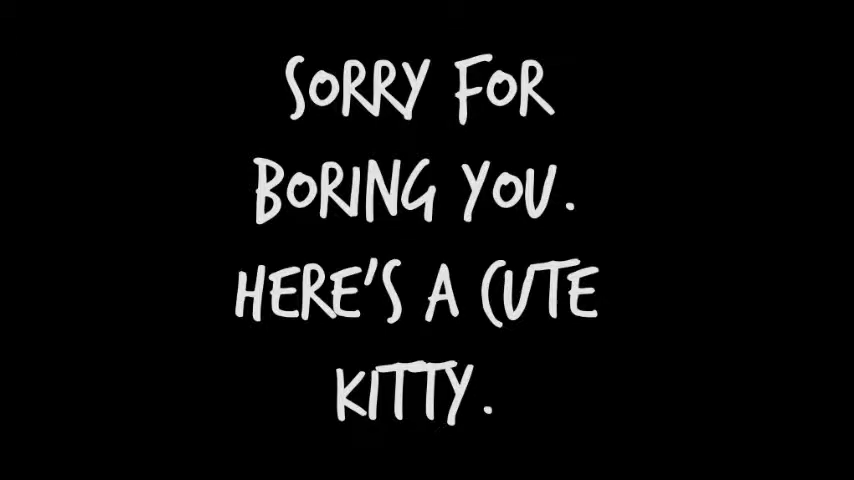 SORRY FOR
BORING YOU.
HERE'S A CUTE
KITTY.